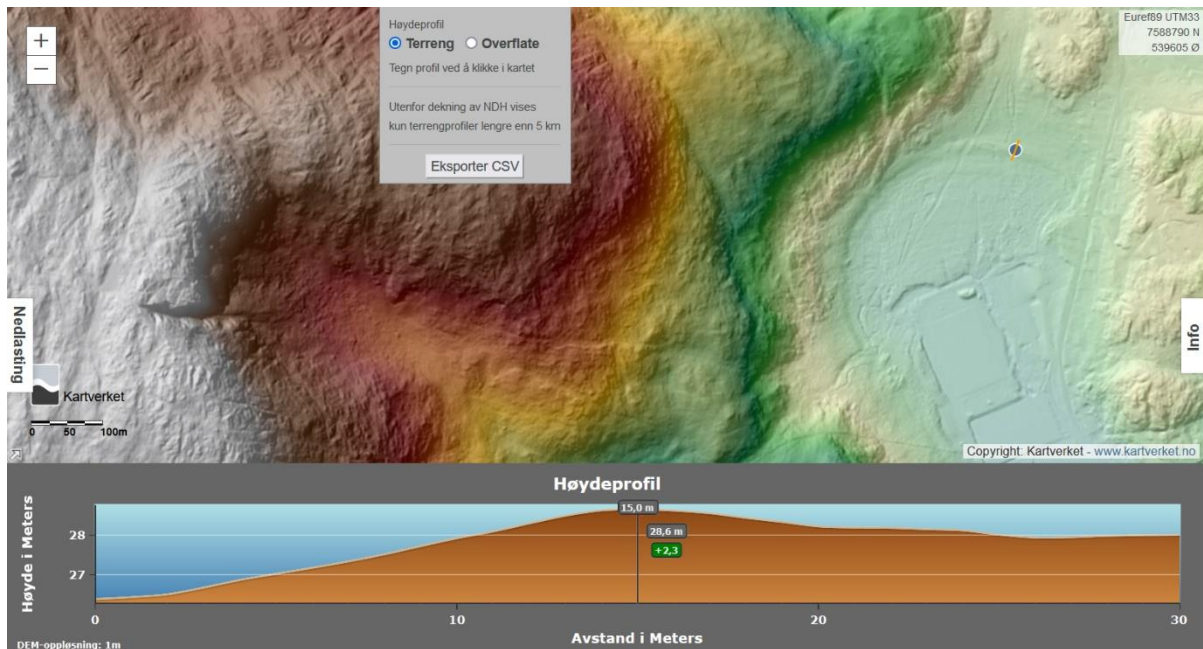 +
−
Høydeprofil
Terreng Overflate
Tegn profil ved å klikke i kartet
Utenfor dekning av NDH vises
kun terrengprofiler lengre enn 5 km
Eksporter CSV
Euref89 UTM33
7588790 N
539605 Ø
Nedlasting
Info
Kartverket
0 50 100m
Copyright: Kartverket - www.kartverket.no
Høydeprofil
Høyde i Meters
28
27
15,0 m
28,6 m
+2,3
0 10 20 30
Avstand i Meters
DEM-oppløsning: 1m